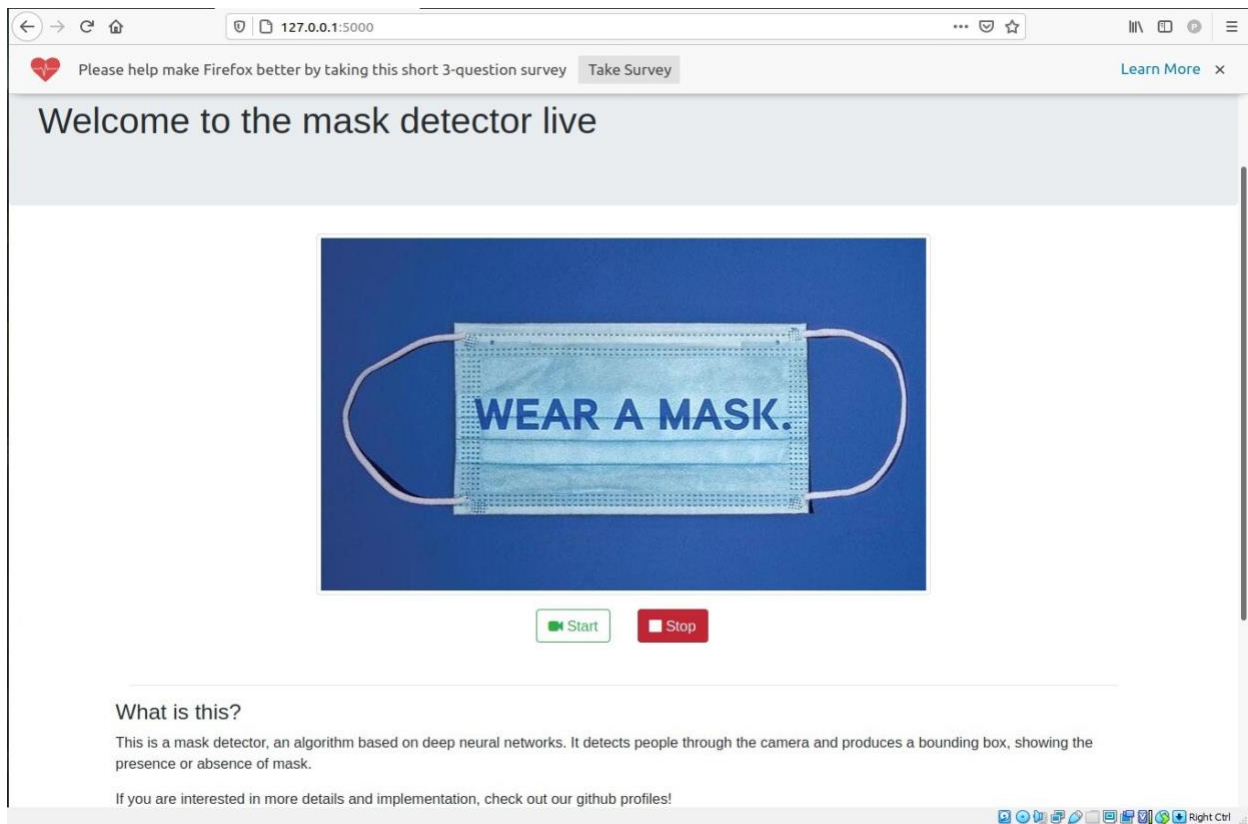 127.0.0.1:5000
Please help make Firefox better by taking this short 3-question survey Take Survey Learn More
Welcome to the mask detector live
WEAR A MASK.
Start Stop
What is this?
This is a mask detector, an algorithm based on deep neural networks. It detects people through the camera and produces a bounding box, showing the
presence or absence of mask.
If you are interested in more details and implementation, check out our github profiles!
Right Ctrl